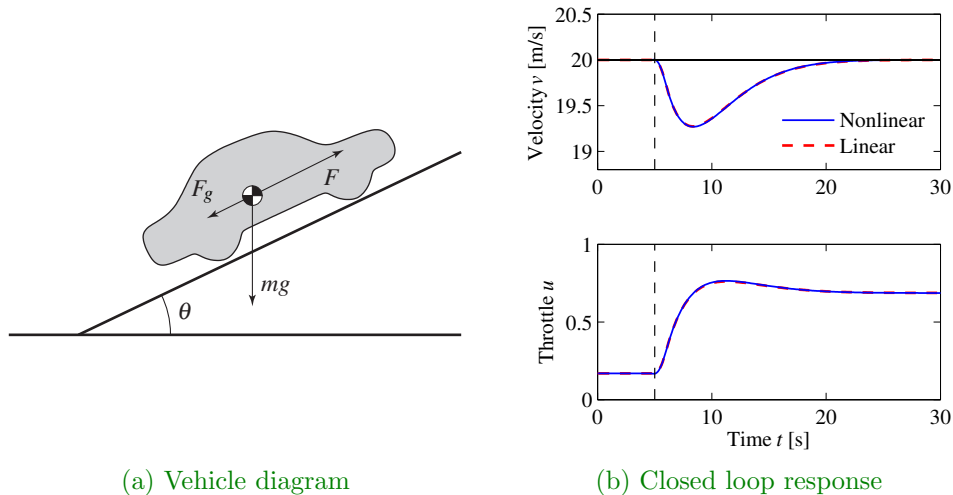 F_g
F
mg
θ
(a) Vehicle diagram
Velocity v [m/s]
20.5
20
19.5
19
Nonlinear
Linear
0
10
20
30
Throttle u
1
0.5
0
0
10
20
30
Time t [s]
(b) Closed loop response